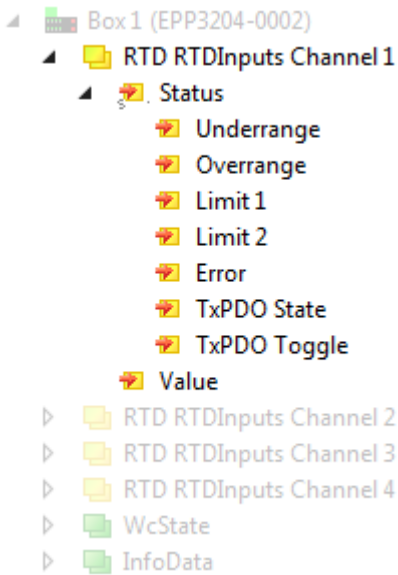 Box 1 (EPP3204-0002)
RTD RTDInputs Channel 1
Status
Underrange
Overrange
Limit 1
Limit 2
Error
TxPDO State
TxPDO Toggle
Value
RTD RTDInputs Channel 2
RTD RTDInputs Channel 3
RTD RTDInputs Channel 4
WcState
InfoData